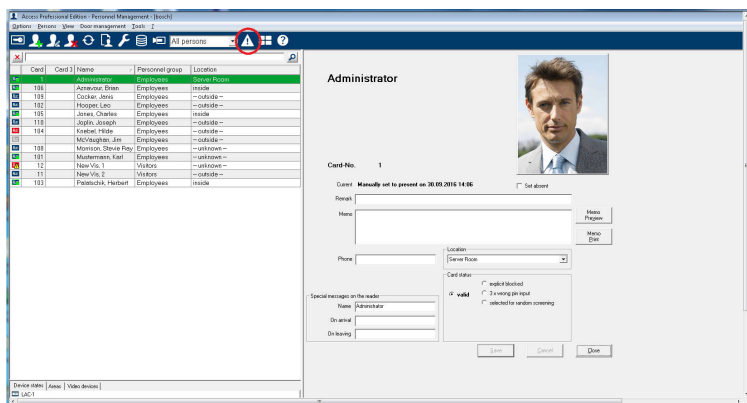 Access Professional Edition - Personnel Management - [bosch]
Options Persons View Door management Tools ?
All persons
Card Card 3 Name Personnel group Location
1 Administrator Employees Server Room
106 Aznavour, Brian Employees inside
109 Cocker, Janis Employees -- outside --
102 Hooper, Leo Employees -- outside --
105 Jones, Charles Employees inside
110 Joplin, Joseph Employees -- outside --
104 Knebel, Hilde Employees -- outside --
McVaughan, Jim Employees -- outside --
108 Morrison, Stevie Ray Employees -- unknown --
101 Mustermann, Karl Employees -- unknown --
12 New Vis, 1 Visitors -- unknown --
11 New Vis, 2 Visitors -- outside --
103 Palatschik, Herbert Employees inside
Administrator
Card-No. 1
Current Manually set to present on 30.09.2016 14:06
Set absent
Remark
Memo
Memo Preview
Memo Print
Phone
Location
Server Room
Card status
explicit blocked
valid
3 x wrong pin input
selected for random screening
Special messages on the reader
Name Administrator
On arrival
On leaving
Save Cancel Close
Device states Areas Video devices
LAC-1